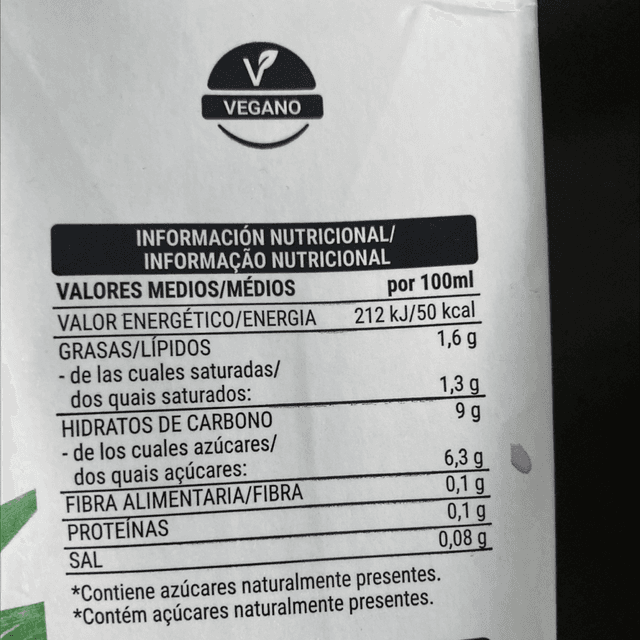 VEGANO
INFORMACIÓN NUTRICIONAL/
INFORMAÇÃO NUTRICIONAL
VALORES MEDIOS/MÉDIOS por 100ml
VALOR ENERGÉTICO/ENERGIA 212 kJ/50 kcal
GRASAS/LÍPIDOS 1,6 g
- de las cuales saturadas/
dos quais saturados: 1,3 g
HIDRATOS DE CARBONO 9 g
- de los cuales azúcares/
dos quais açúcares: 6,3 g
FIBRA ALIMENTARIA/FIBRA 0,1 g
PROTEÍNAS 0,1 g
SAL 0,08 g
*Contiene azúcares naturalmente presentes.
*Contém açúcares naturalmente presentes.